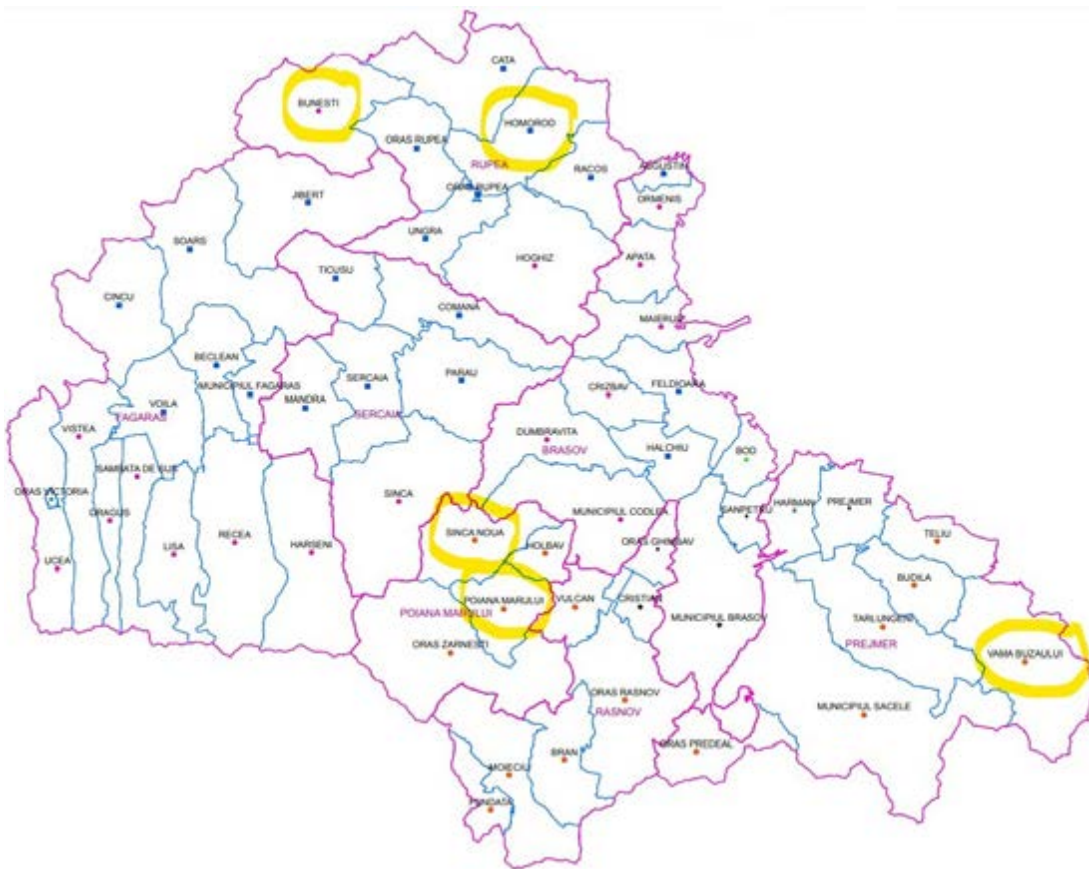 CATA
BUNESTI
HOMOROD
ORAS RUPEA
RUPEA
RACOS
AUGUSTIN
ORAS RUPEA
JIBERT
ORMENIS
UNGRA
SOARS
HOGHIZ
APATA
TICUSU
CINCU
COMANA
MAIERUS
BECLEAN
PARAU
SERCAIA
MUNICIPIUL FAGARAS
CRIZBAV
FELDIOARA
MANDRA
VOILA
FAGARAS
SERCAIA
VISTEA
DUMBRAVITA
BRASOV
HALCHIU
BOD
SAMBATA DE SUS
ORAS VICTORIA
SINCA
HARMAN
PREJMER
SANPETRU
DRAGUS
MUNICIPIUL CODLEA
RECEA
SINCA NOUA
TELIU
LISA
HARSENI
HOLBAV
ORAS GHIMBAV
UCEA
BUDILA
POIANA MARULUI
VULCAN
CRISTIAN
POIANA MARULUI
MUNICIPIUL BRASOV
TARLUNGENI
ORAS ZARNESTI
PREJMER
VAMA BUZAULUI
ORAS RASNOV
RASNOV
MUNICIPIUL SACELE
BRAN
ORAS PREDEAL
MOIECIU
FUNDATA